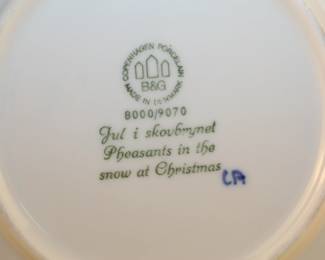 COPENHAGEN PORCELAIN
B&G
MADE IN DENMARK
8000/9070
Jul i skovbrynet
Pheasants in the
snow at Christmas
CA